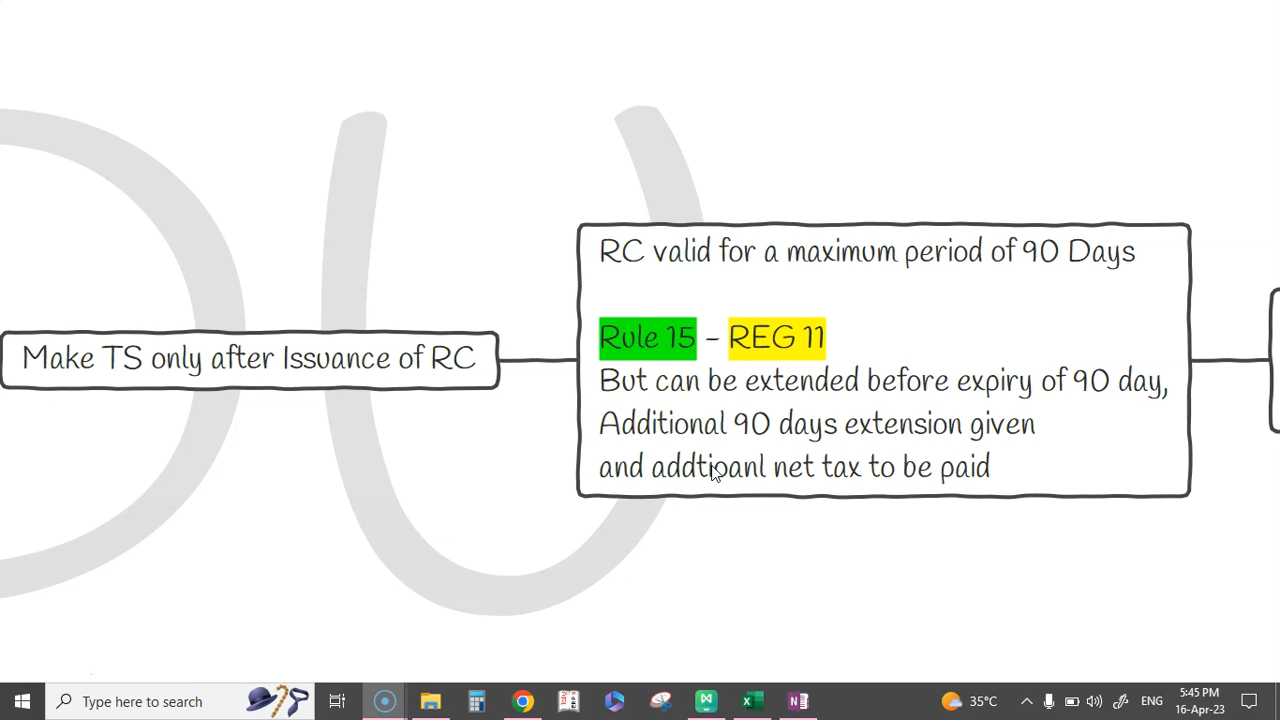 RC valid for a maximum period of 90 Days
Rule 15 - REG 11
Make TS only after Issuance of RC
But can be extended before expiry of 90 day,
Additional 90 days extension given
and addtipanl net tax to be paid
Type here to search
35°C
ENG
5:45 PM
16-Apr-23